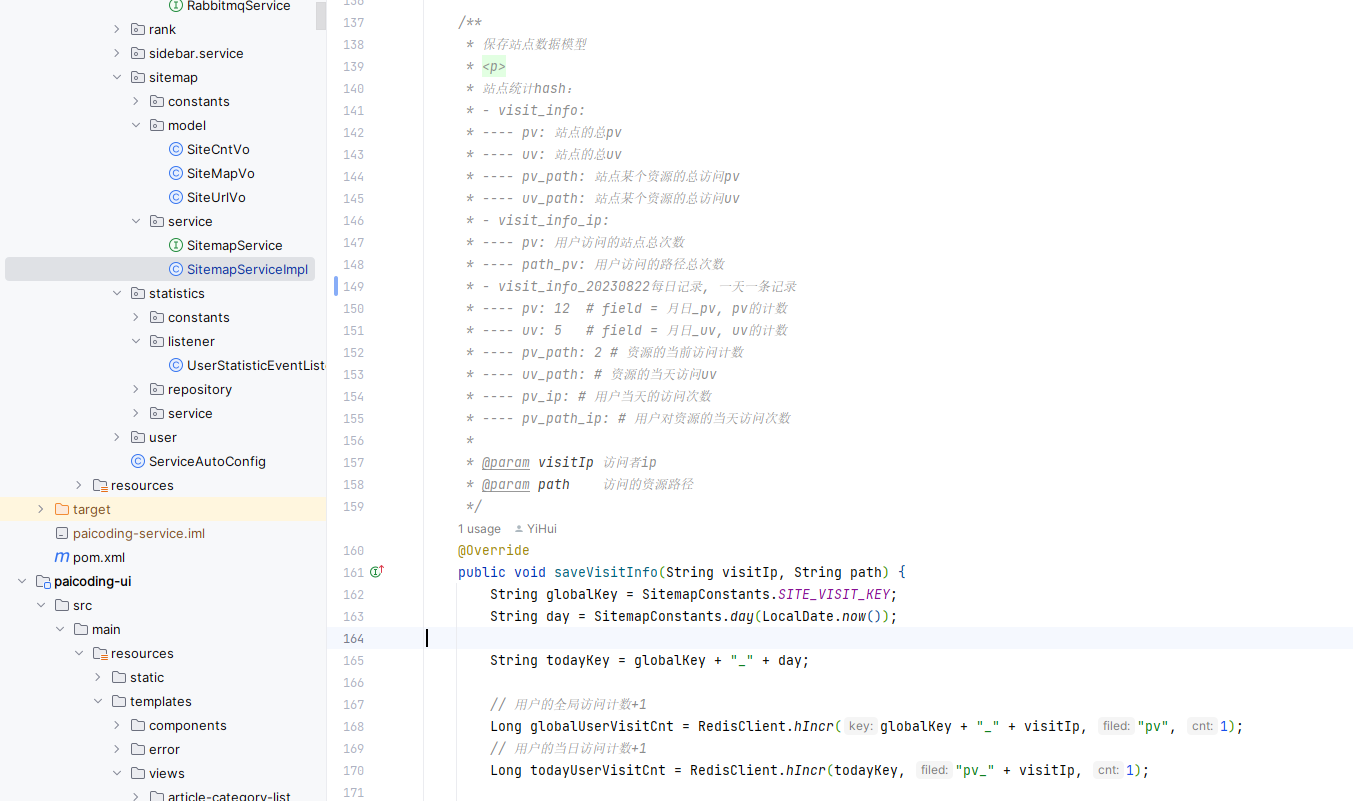 RabbitmqService
rank
sidebar.service
sitemap
constants
model
SiteCntVo
SiteMapVo
SiteUrlVo
service
SitemapService
SitemapServiceImpl
statistics
constants
listener
UserStatisticEventListe
repository
service
user
ServiceAutoConfig
resources
target
paicoding-service.iml
pom.xml
paicoding-ui
src
main
resources
static
templates
components
error
views
article-category-list
136
137 /**
138 * 保存站点数据模型
139 * <p>
140 * 站点统计hash：
141 * - visit_info:
142 * ---- pv: 站点的总pv
143 * ---- uv: 站点的总uv
144 * ---- pv_path: 站点某个资源的总访问pv
145 * ---- uv_path: 站点某个资源的总访问uv
146 * - visit_info_ip:
147 * ---- pv: 用户访问的站点总次数
148 * ---- path_pv: 用户访问的路径总次数
149 * - visit_info_20230822每日记录, 一天一条记录
150 * ---- pv: 12  # field = 月日_pv, pv的计数
151 * ---- uv: 5   # field = 月日_uv, uv的计数
152 * ---- pv_path: 2 # 资源的当前访问计数
153 * ---- uv_path: # 资源的当天访问uv
154 * ---- pv_ip: # 用户当天的访问次数
155 * ---- pv_path_ip: # 用户对资源的当天访问次数
156 *
157 * @param visitIp 访问者ip
158 * @param path    访问的资源路径
159 */
1 usage YiHui
160 @Override
161 public void saveVisitInfo(String visitIp, String path) {
162 String globalKey = SitemapConstants.SITE_VISIT_KEY;
163 String day = SitemapConstants.day(LocalDate.now());
164
165 String todayKey = globalKey + "_" + day;
166
167 // 用户的全局访问计数+1
168 Long globalUserVisitCnt = RedisClient.hIncr( key: globalKey + "_" + visitIp, filed: "pv", cnt: 1);
169 // 用户的当日访问计数+1
170 Long todayUserVisitCnt = RedisClient.hIncr(todayKey, filed: "pv_" + visitIp, cnt: 1);
171